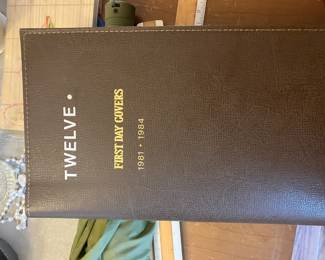 TWELVE •
FIRST DAY COVERS
1981 • 1984